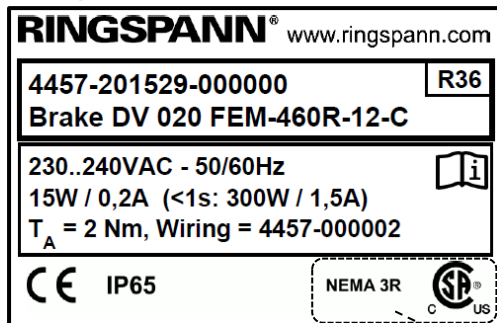 RINGSPANN® www.ringspann.com
4457-201529-000000 R36
Brake DV 020 FEM-460R-12-C
230..240VAC - 50/60Hz
15W / 0,2A (<1s: 300W / 1,5A)
T_A = 2 Nm, Wiring = 4457-000002
i
CE IP65 NEMA 3R SA®
C US